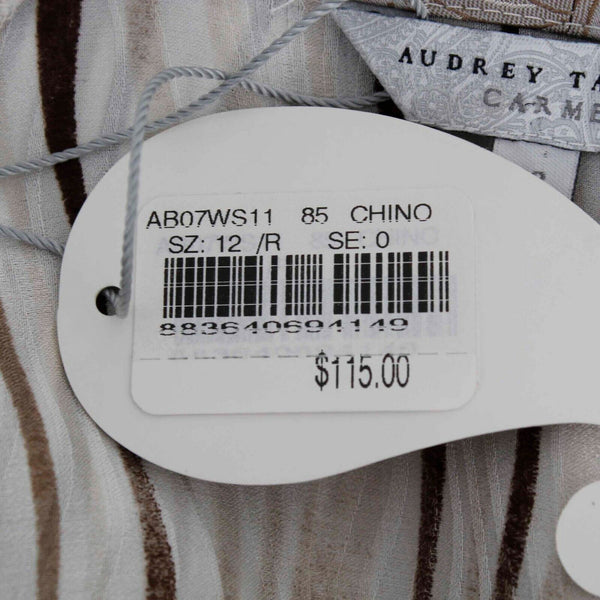 AUDREY TA
CARME
AB07WS11 85 CHINO
SZ: 12 /R SE: 0
883640694149
$115.00